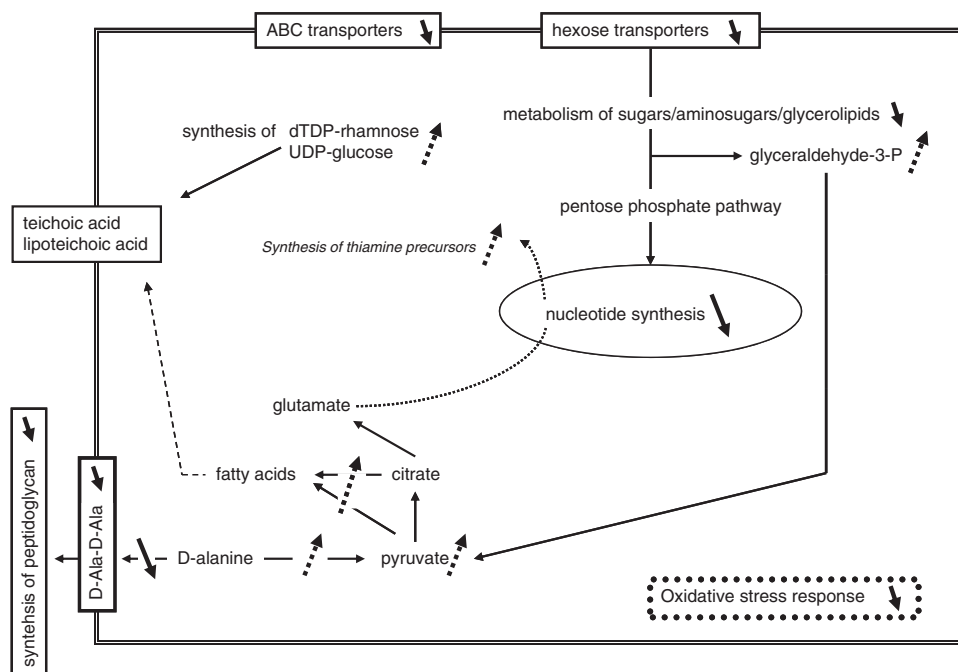 ABC transporters
hexose transporters
metabolism of sugars/aminosugars/glycerolipids
synthesis of dTDP-rhamnose
UDP-glucose
glyceraldehyde-3-P
teichoic acid
lipoteichoic acid
pentose phosphate pathway
Synthesis of thiamine precursors
nucleotide synthesis
glutamate
fatty acids
citrate
D-alanine
pyruvate
D-Ala-D-Ala
syntehsis of peptidoglycan
Oxidative stress response